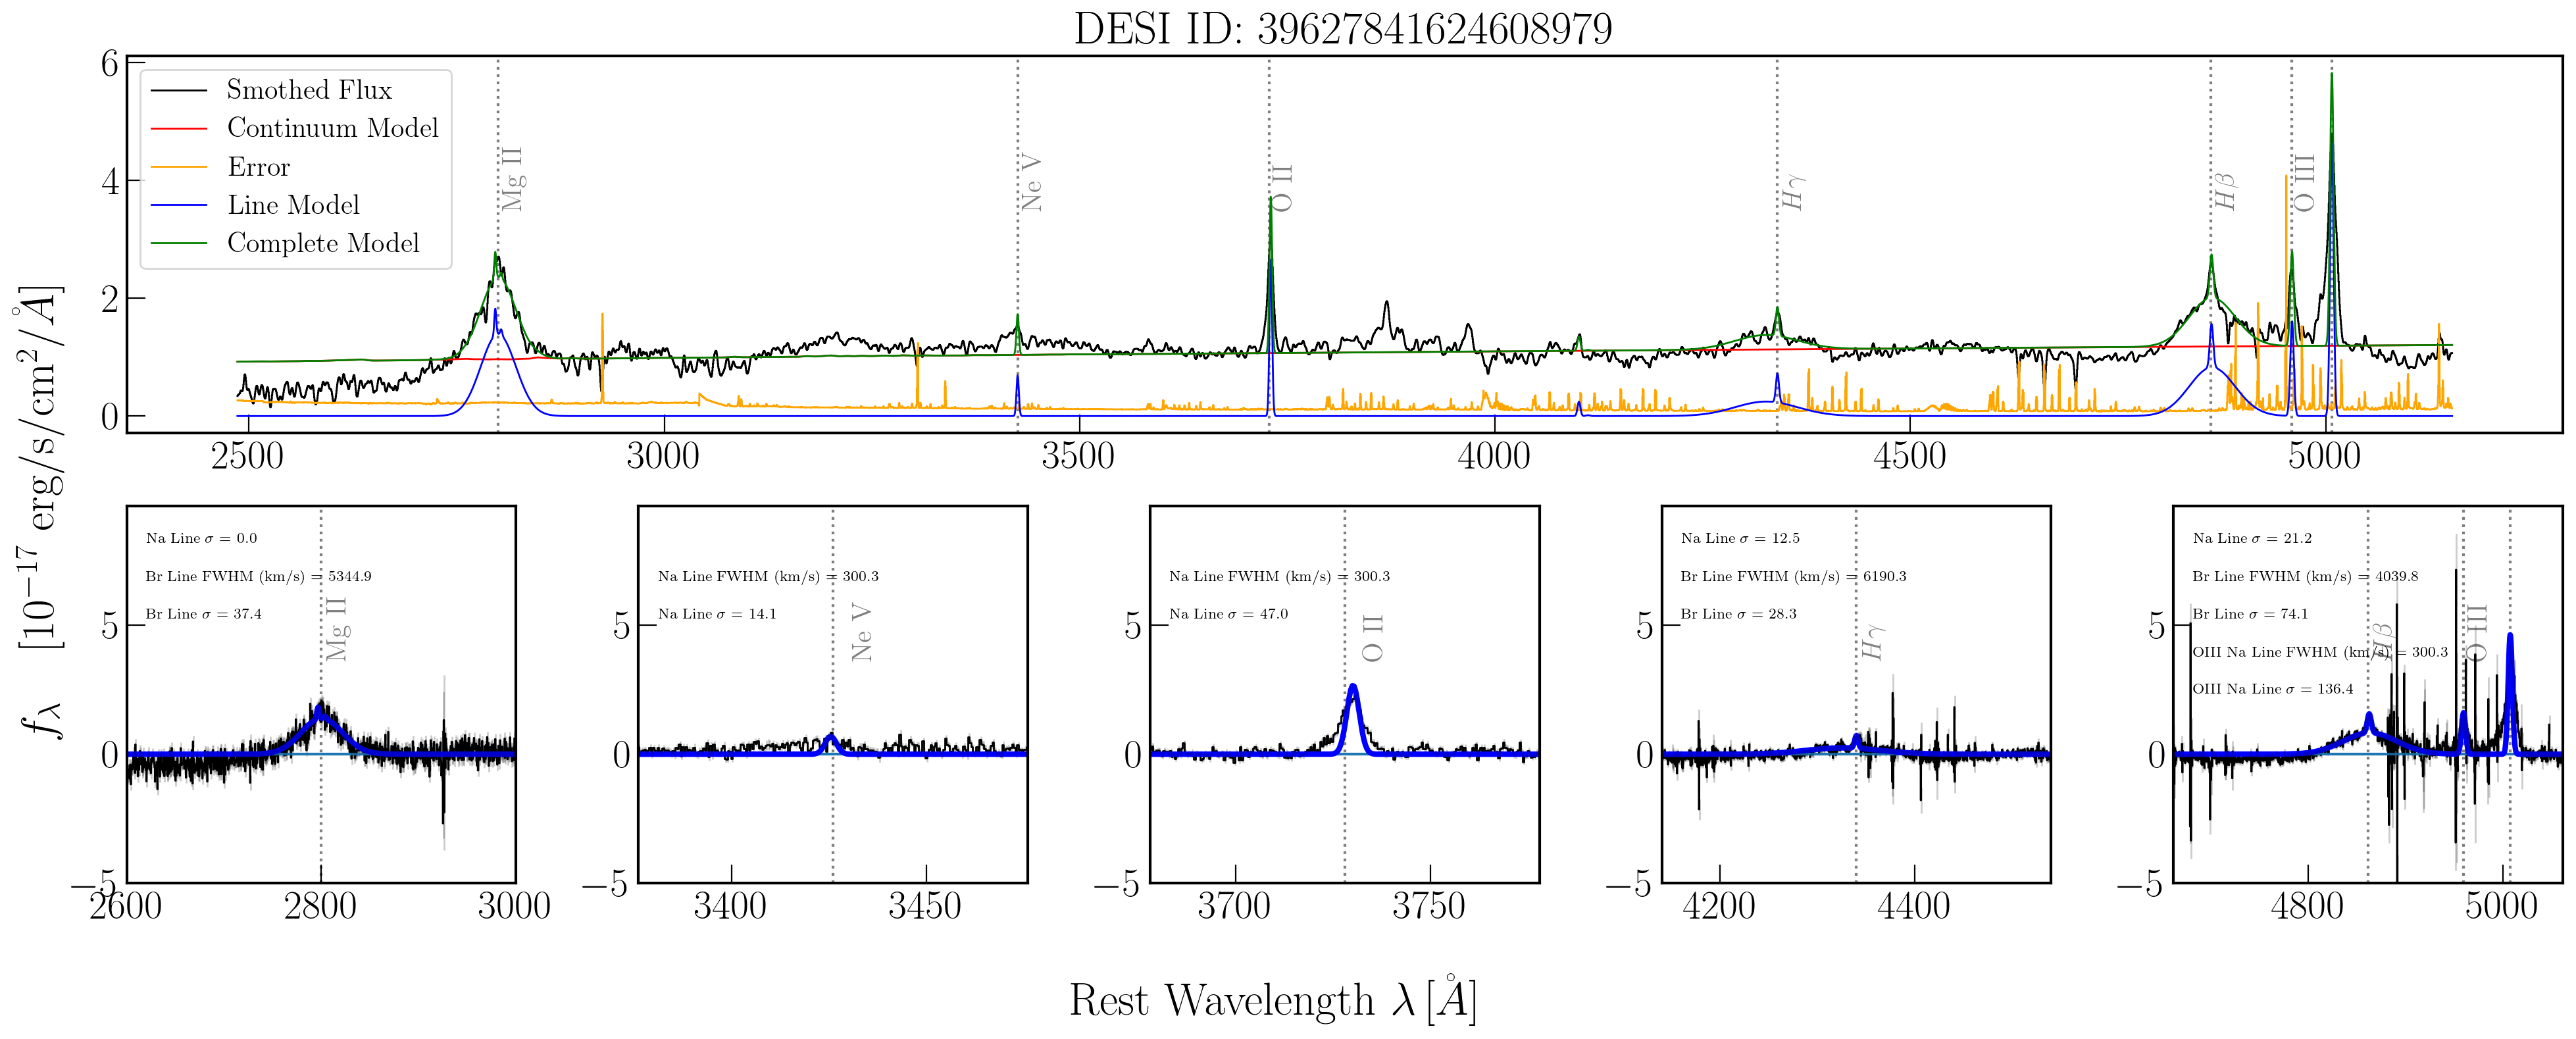 DESI ID: 39627841624608979
6
4
2
0
Smothed Flux
Continuum Model
Error
Line Model
Complete Model
Mg II
Ne V
O II
Hγ
Hβ
O III
2500 3000 3500 4000 4500 5000
f_λ [10^{-17} erg/s/cm^2/Å]
Na Line σ = 0.0
Br Line FWHM (km/s) = 5344.9
Br Line σ = 37.4
Mg II
5
0
−5
2600 2800 3000
Na Line FWHM (km/s) = 300.3
Na Line σ = 14.1
Ne V
5
0
−5
3400 3450
Na Line FWHM (km/s) = 300.3
Na Line σ = 47.0
O II
5
0
−5
3700 3750
Na Line σ = 12.5
Br Line FWHM (km/s) = 6190.3
Br Line σ = 28.3
Hγ
5
0
−5
4200 4400
Na Line σ = 21.2
Br Line FWHM (km/s) = 4039.8
Br Line σ = 74.1
OIII Na Line FWHM (km/s) = 300.3
OIII Na Line σ = 136.4
Hβ
O III
5
0
−5
4800 5000
Rest Wavelength λ [Å]